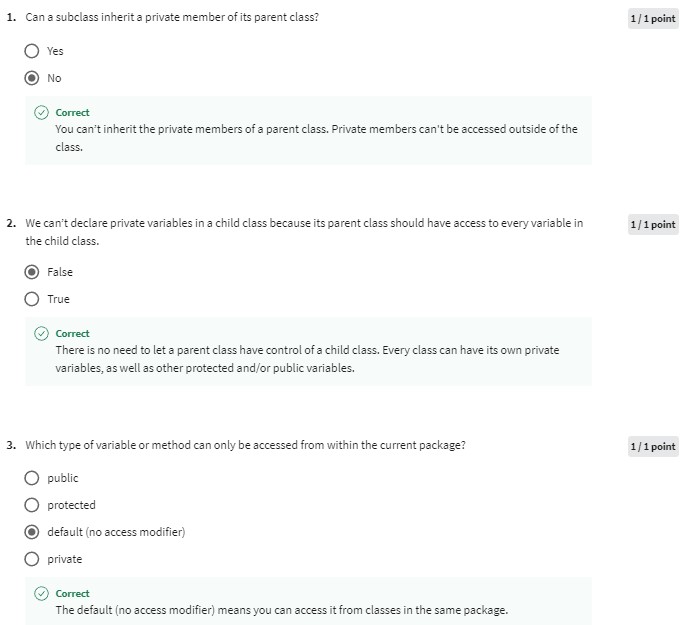 1. Can a subclass inherit a private member of its parent class?
1 / 1 point
Yes
No
Correct
You can't inherit the private members of a parent class. Private members can't be accessed outside of the
class.
2. We can't declare private variables in a child class because its parent class should have access to every variable in
1 / 1 point
the child class.
False
True
Correct
There is no need to let a parent class have control of a child class. Every class can have its own private
variables, as well as other protected and/or public variables.
3. Which type of variable or method can only be accessed from within the current package?
1 / 1 point
public
protected
default (no access modifier)
private
Correct
The default (no access modifier) means you can access it from classes in the same package.